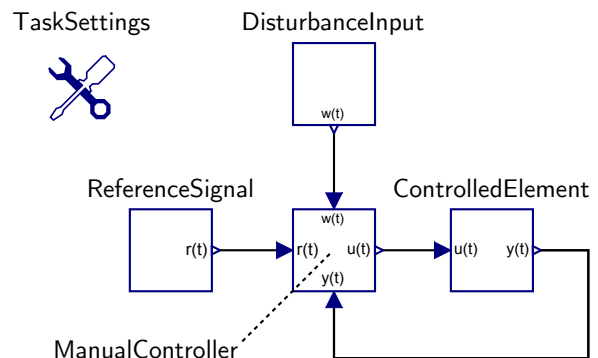 TaskSettings
DisturbanceInput
w(t)
ReferenceSignal
ControlledElement
w(t)
r(t)
r(t)
u(t)
u(t)
y(t)
y(t)
ManualController